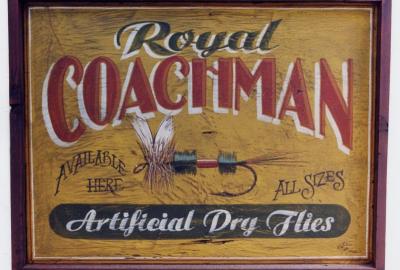 Royal
COACHMAN
AVAILABLE
HERE
ALL SIZES
Artificial Dry Flies